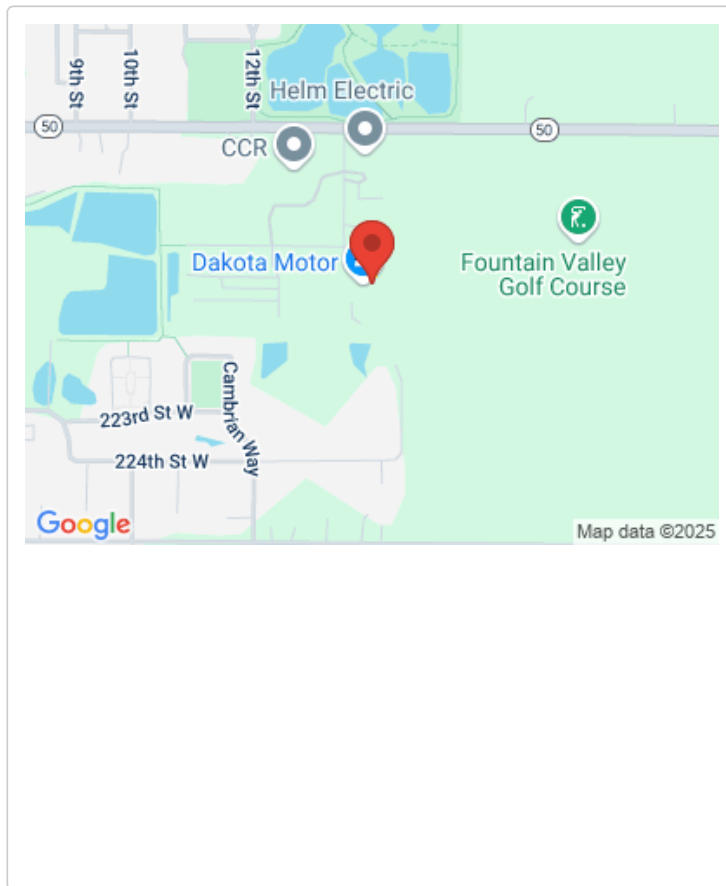 9th St
10th St
12th St
Helm Electric
50
50
CCR
Dakota Motor
Fountain Valley
Golf Course
Cambrian Way
223rd St W
224th St W
Google
Map data ©2025